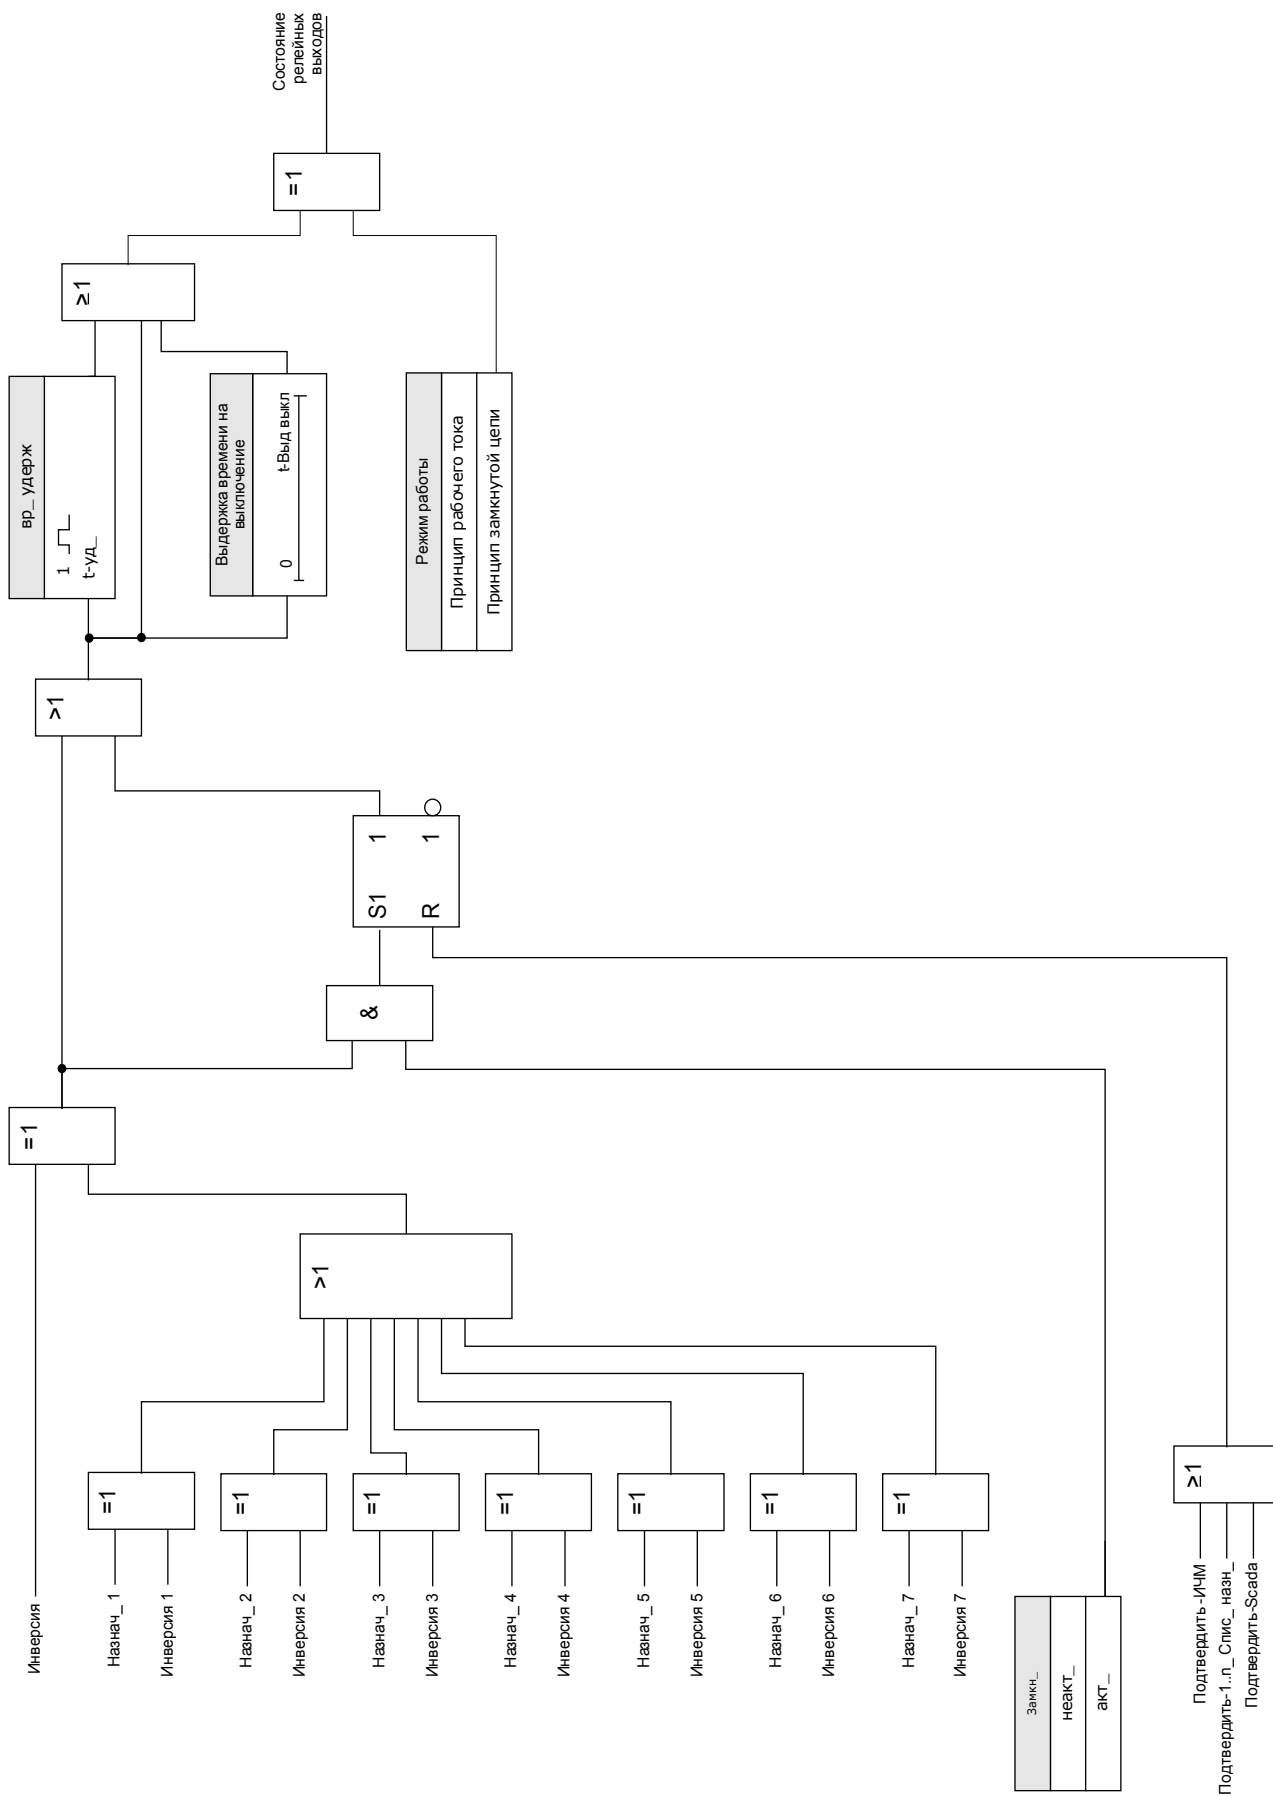 Инверсия
Назнач_1
Инверсия 1
Назнач_2
Инверсия 2
Назнач_3
Инверсия 3
Назнач_4
Инверсия 4
Назнач_5
Инверсия 5
Назнач_6
Инверсия 6
Назнач_7
Инверсия 7
Замкн_
неакт_
акт_
Подтвердить -ИЧМ
Подтвердить-1..n_ Спис_ назн_
Подтвердить-Scada
=1
=1
=1
=1
=1
=1
=1
≥1
>1
=1
&
S1 1
R 1
>1
вр_ удерж
1
t-уд_
Выдержка времени на
выключение
0 t-Выд выкл
Режим работы
Принцип рабочего тока
Принцип замкнутой цепи
≥1
=1
Состояние
релейных
выходов